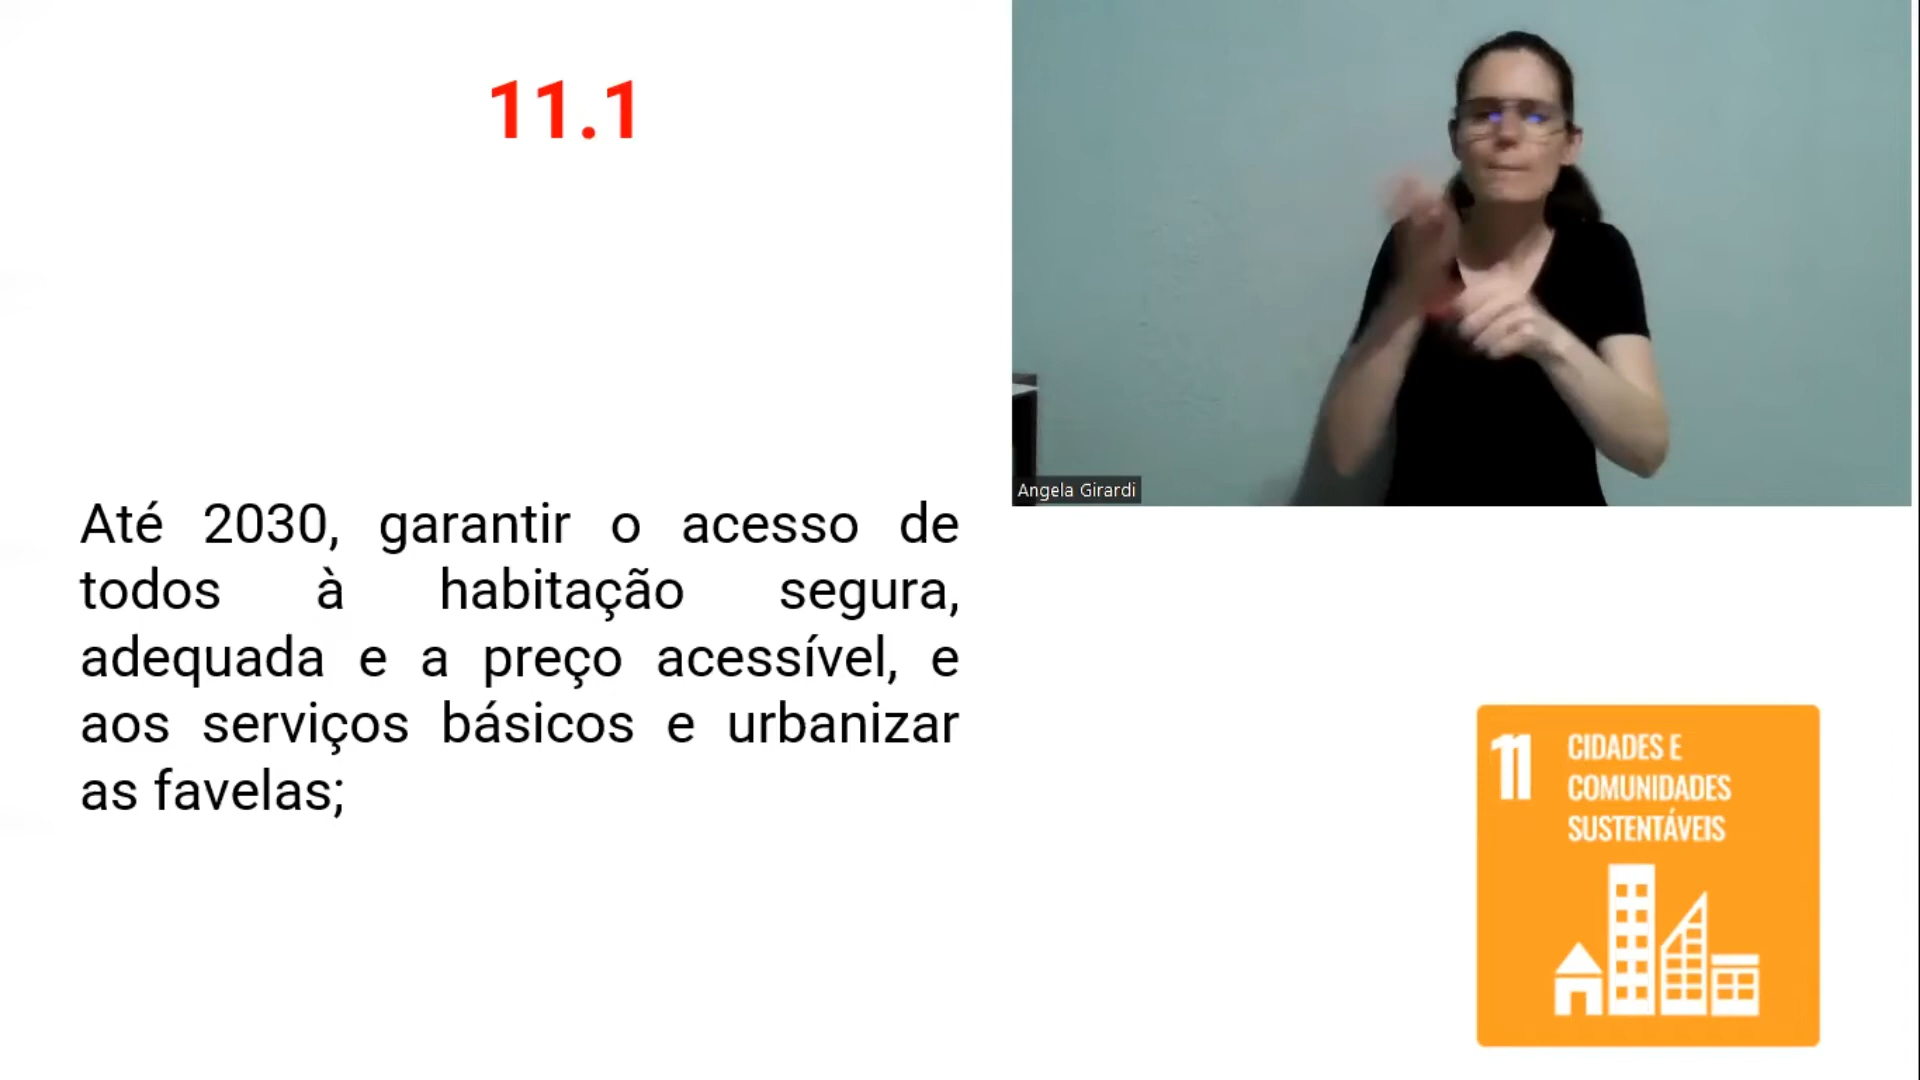 11.1
Angela Girardi
Até 2030, garantir o acesso de
todos à habitação segura,
adequada e a preço acessível, e
aos serviços básicos e urbanizar
as favelas;
11
CIDADES E
COMUNIDADES
SUSTENTÁVEIS